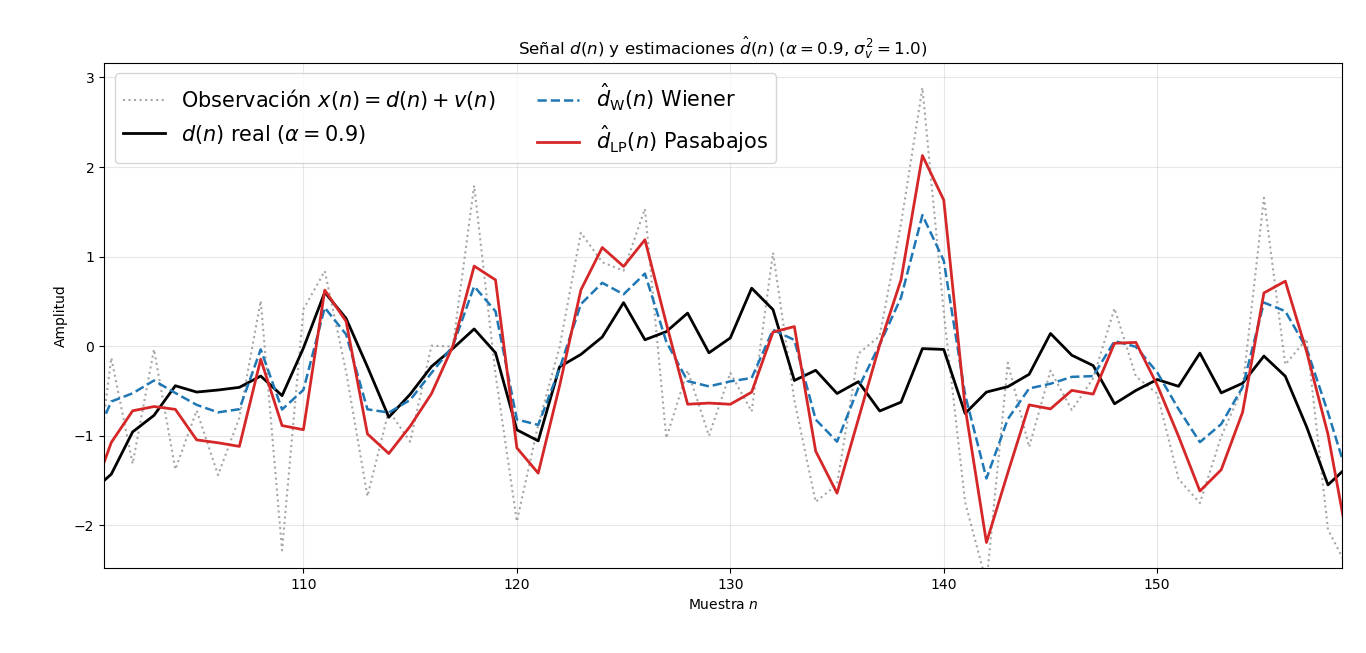 Señal d(n) y estimaciones d̂(n) (α = 0.9, σ_v^2 = 1.0)
Observación x(n) = d(n) + v(n)
d(n) real (α = 0.9)
d̂_W(n) Wiener
d̂_LP(n) Pasabajos
Amplitud
3
2
1
0
−1
−2
110
120
130
140
150
Muestra n